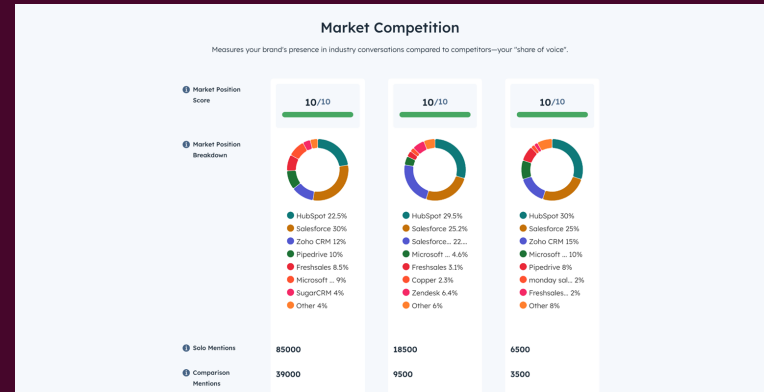 Market Competition
Measures your brand's presence in industry conversations compared to competitors—your "share of voice".
Market Position
Score
10/10
10/10
10/10
Market Position
Breakdown
HubSpot 22.5%
Salesforce 30%
Zoho CRM 12%
Pipedrive 10%
Freshsales 8.5%
Microsoft ... 9%
SugarCRM 4%
Other 4%
HubSpot 29.5%
Salesforce 25.2%
Salesforce... 22....
Microsoft ... 4.6%
Freshsales 3.1%
Copper 2.3%
Zendesk 6.4%
Other 6%
HubSpot 30%
Salesforce 25%
Zoho CRM 15%
Microsoft ... 10%
Pipedrive 8%
monday sal... 2%
Freshsales... 2%
Other 8%
Solo Mentions
85000
18500
6500
Comparison
Mentions
39000
9500
3500